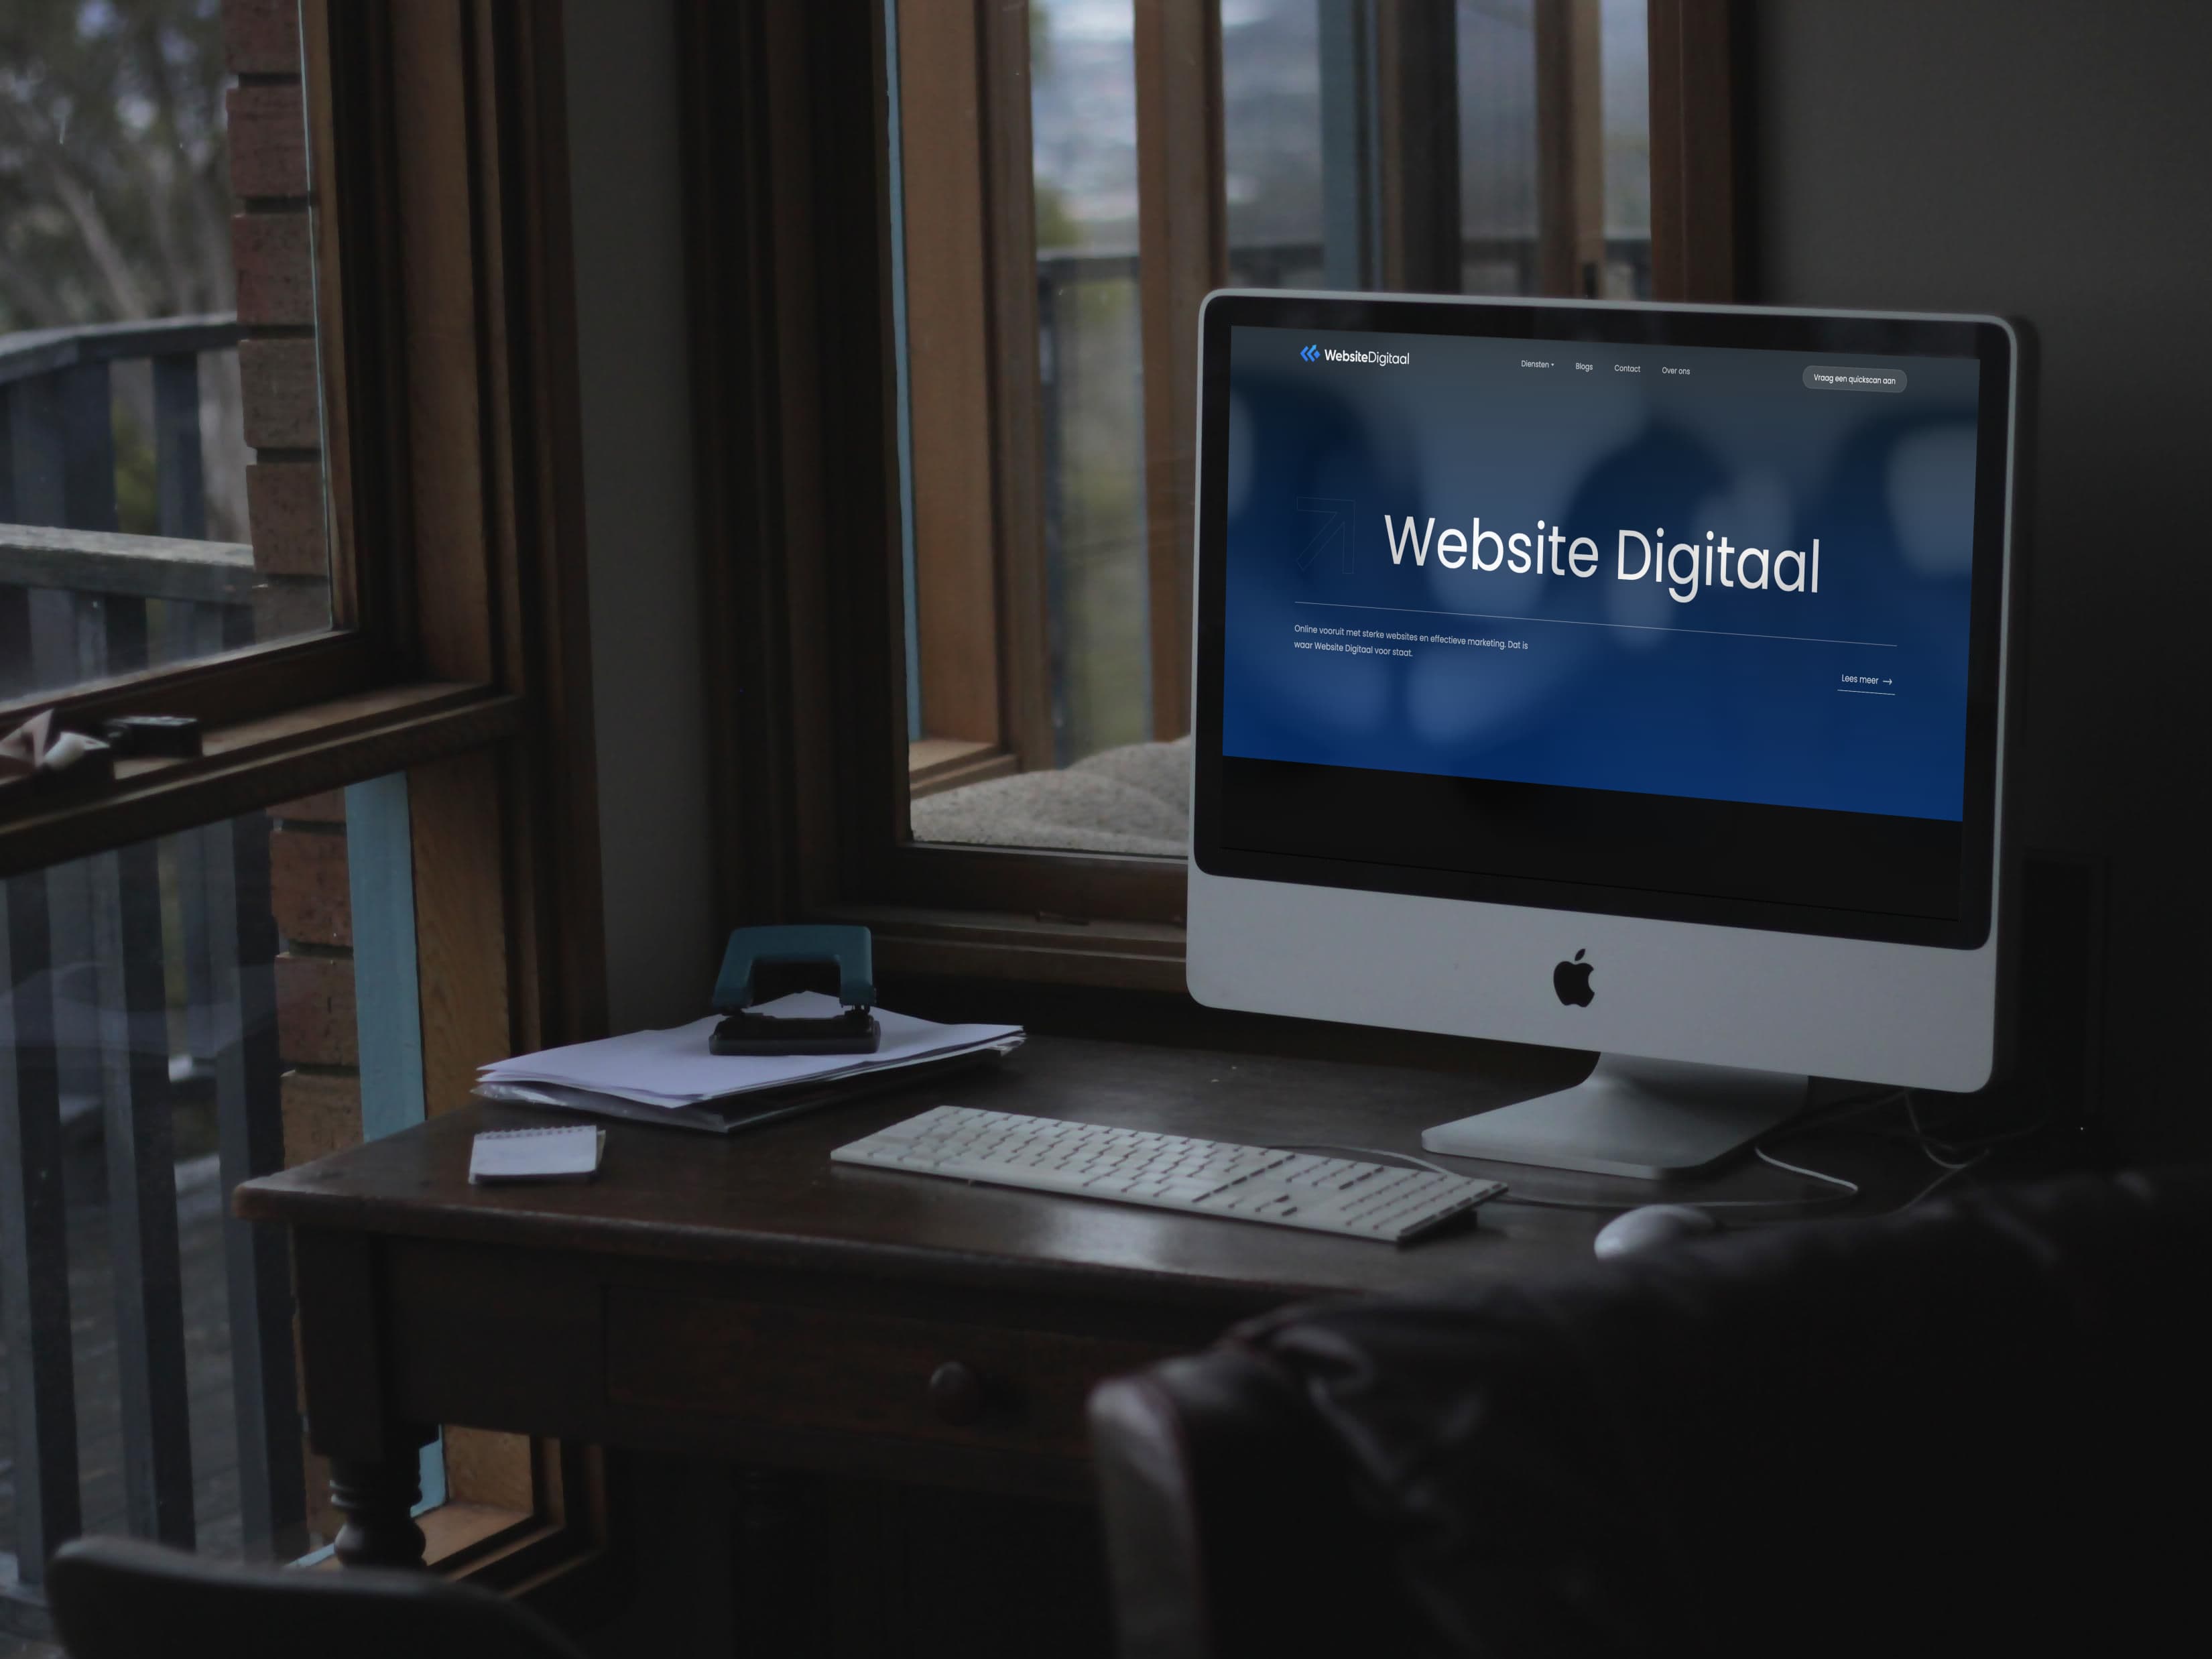 WebsiteDigitaal
Diensten
Blogs
Contact
Over ons
Vraag een quickscan aan
Website Digitaal
Online vooruit met sterke websites en effectieve marketing. Dat is
waar Website Digitaal voor staat.
Lees meer →